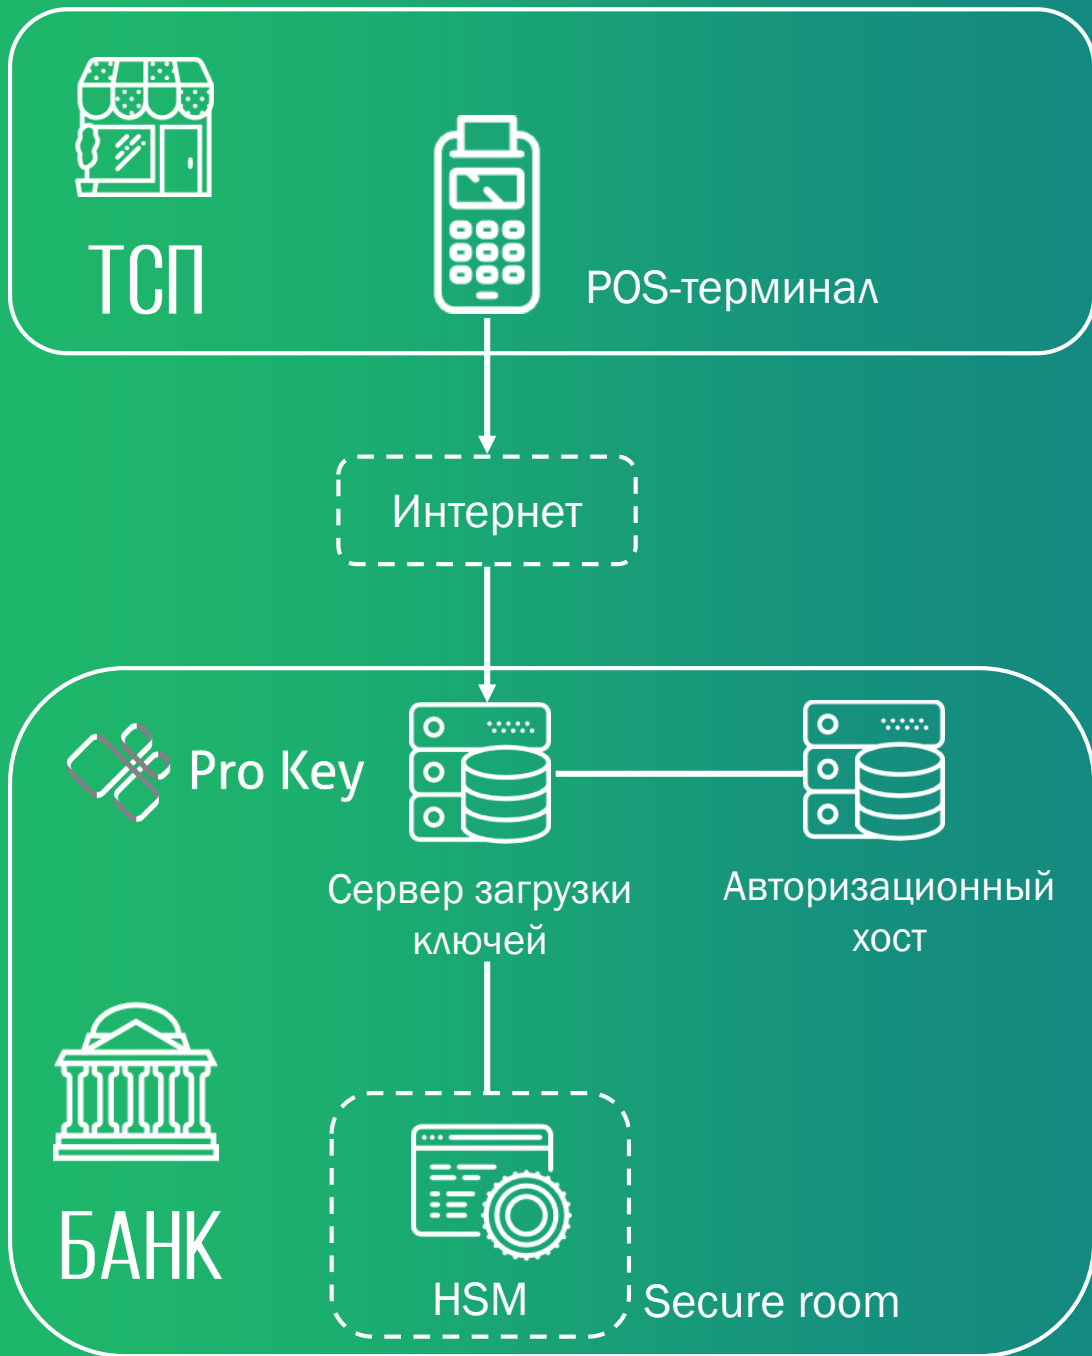 ТСП
POS-терминал
Интернет
Pro Key
Сервер загрузки
ключей
Авторизационный
хост
БАНК
HSM
Secure room